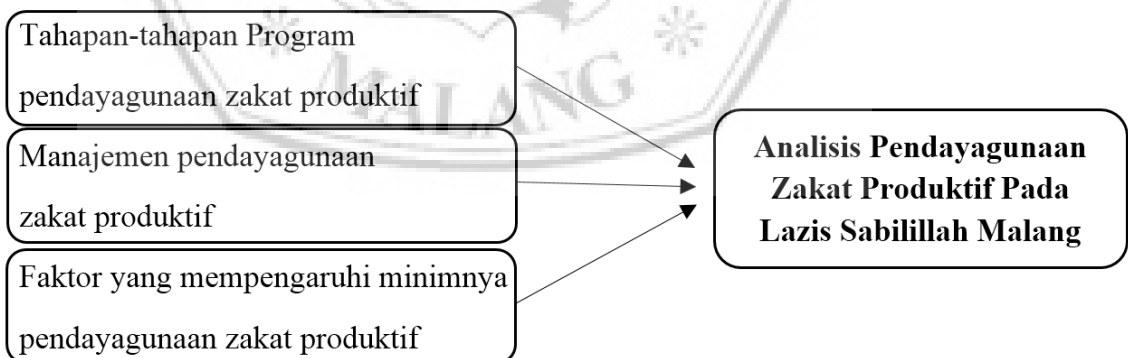 Tahapan-tahapan Program
pendayagunaan zakat produktif
Manajemen pendayagunaan
zakat produktif
Faktor yang mempengaruhi minimnya
pendayagunaan zakat produktif
Analisis Pendayagunaan
Zakat Produktif Pada
Lazis Sabilillah Malang
MALANG